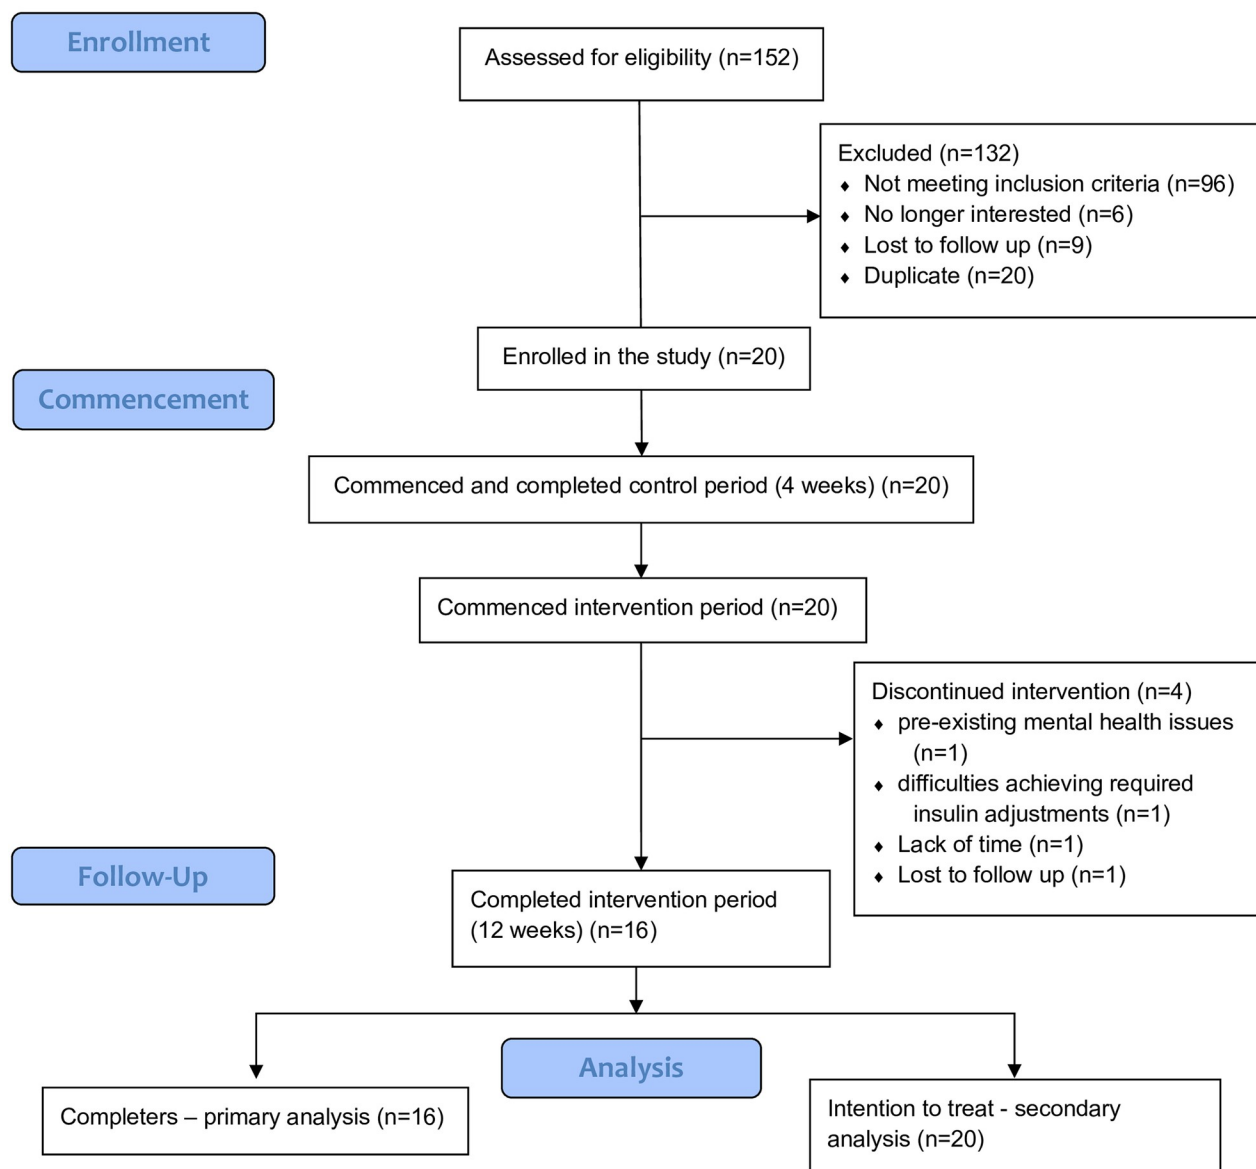 Enrollment
Assessed for eligibility (n=152)
Excluded (n=132)
♦ Not meeting inclusion criteria (n=96)
♦ No longer interested (n=6)
♦ Lost to follow up (n=9)
♦ Duplicate (n=20)
Enrolled in the study (n=20)
Commencement
Commenced and completed control period (4 weeks) (n=20)
Commenced intervention period (n=20)
Discontinued intervention (n=4)
♦ pre-existing mental health issues
(n=1)
♦ difficulties achieving required
insulin adjustments (n=1)
♦ Lack of time (n=1)
♦ Lost to follow up (n=1)
Follow-Up
Completed intervention period
(12 weeks) (n=16)
Analysis
Completers – primary analysis (n=16)
Intention to treat - secondary
analysis (n=20)